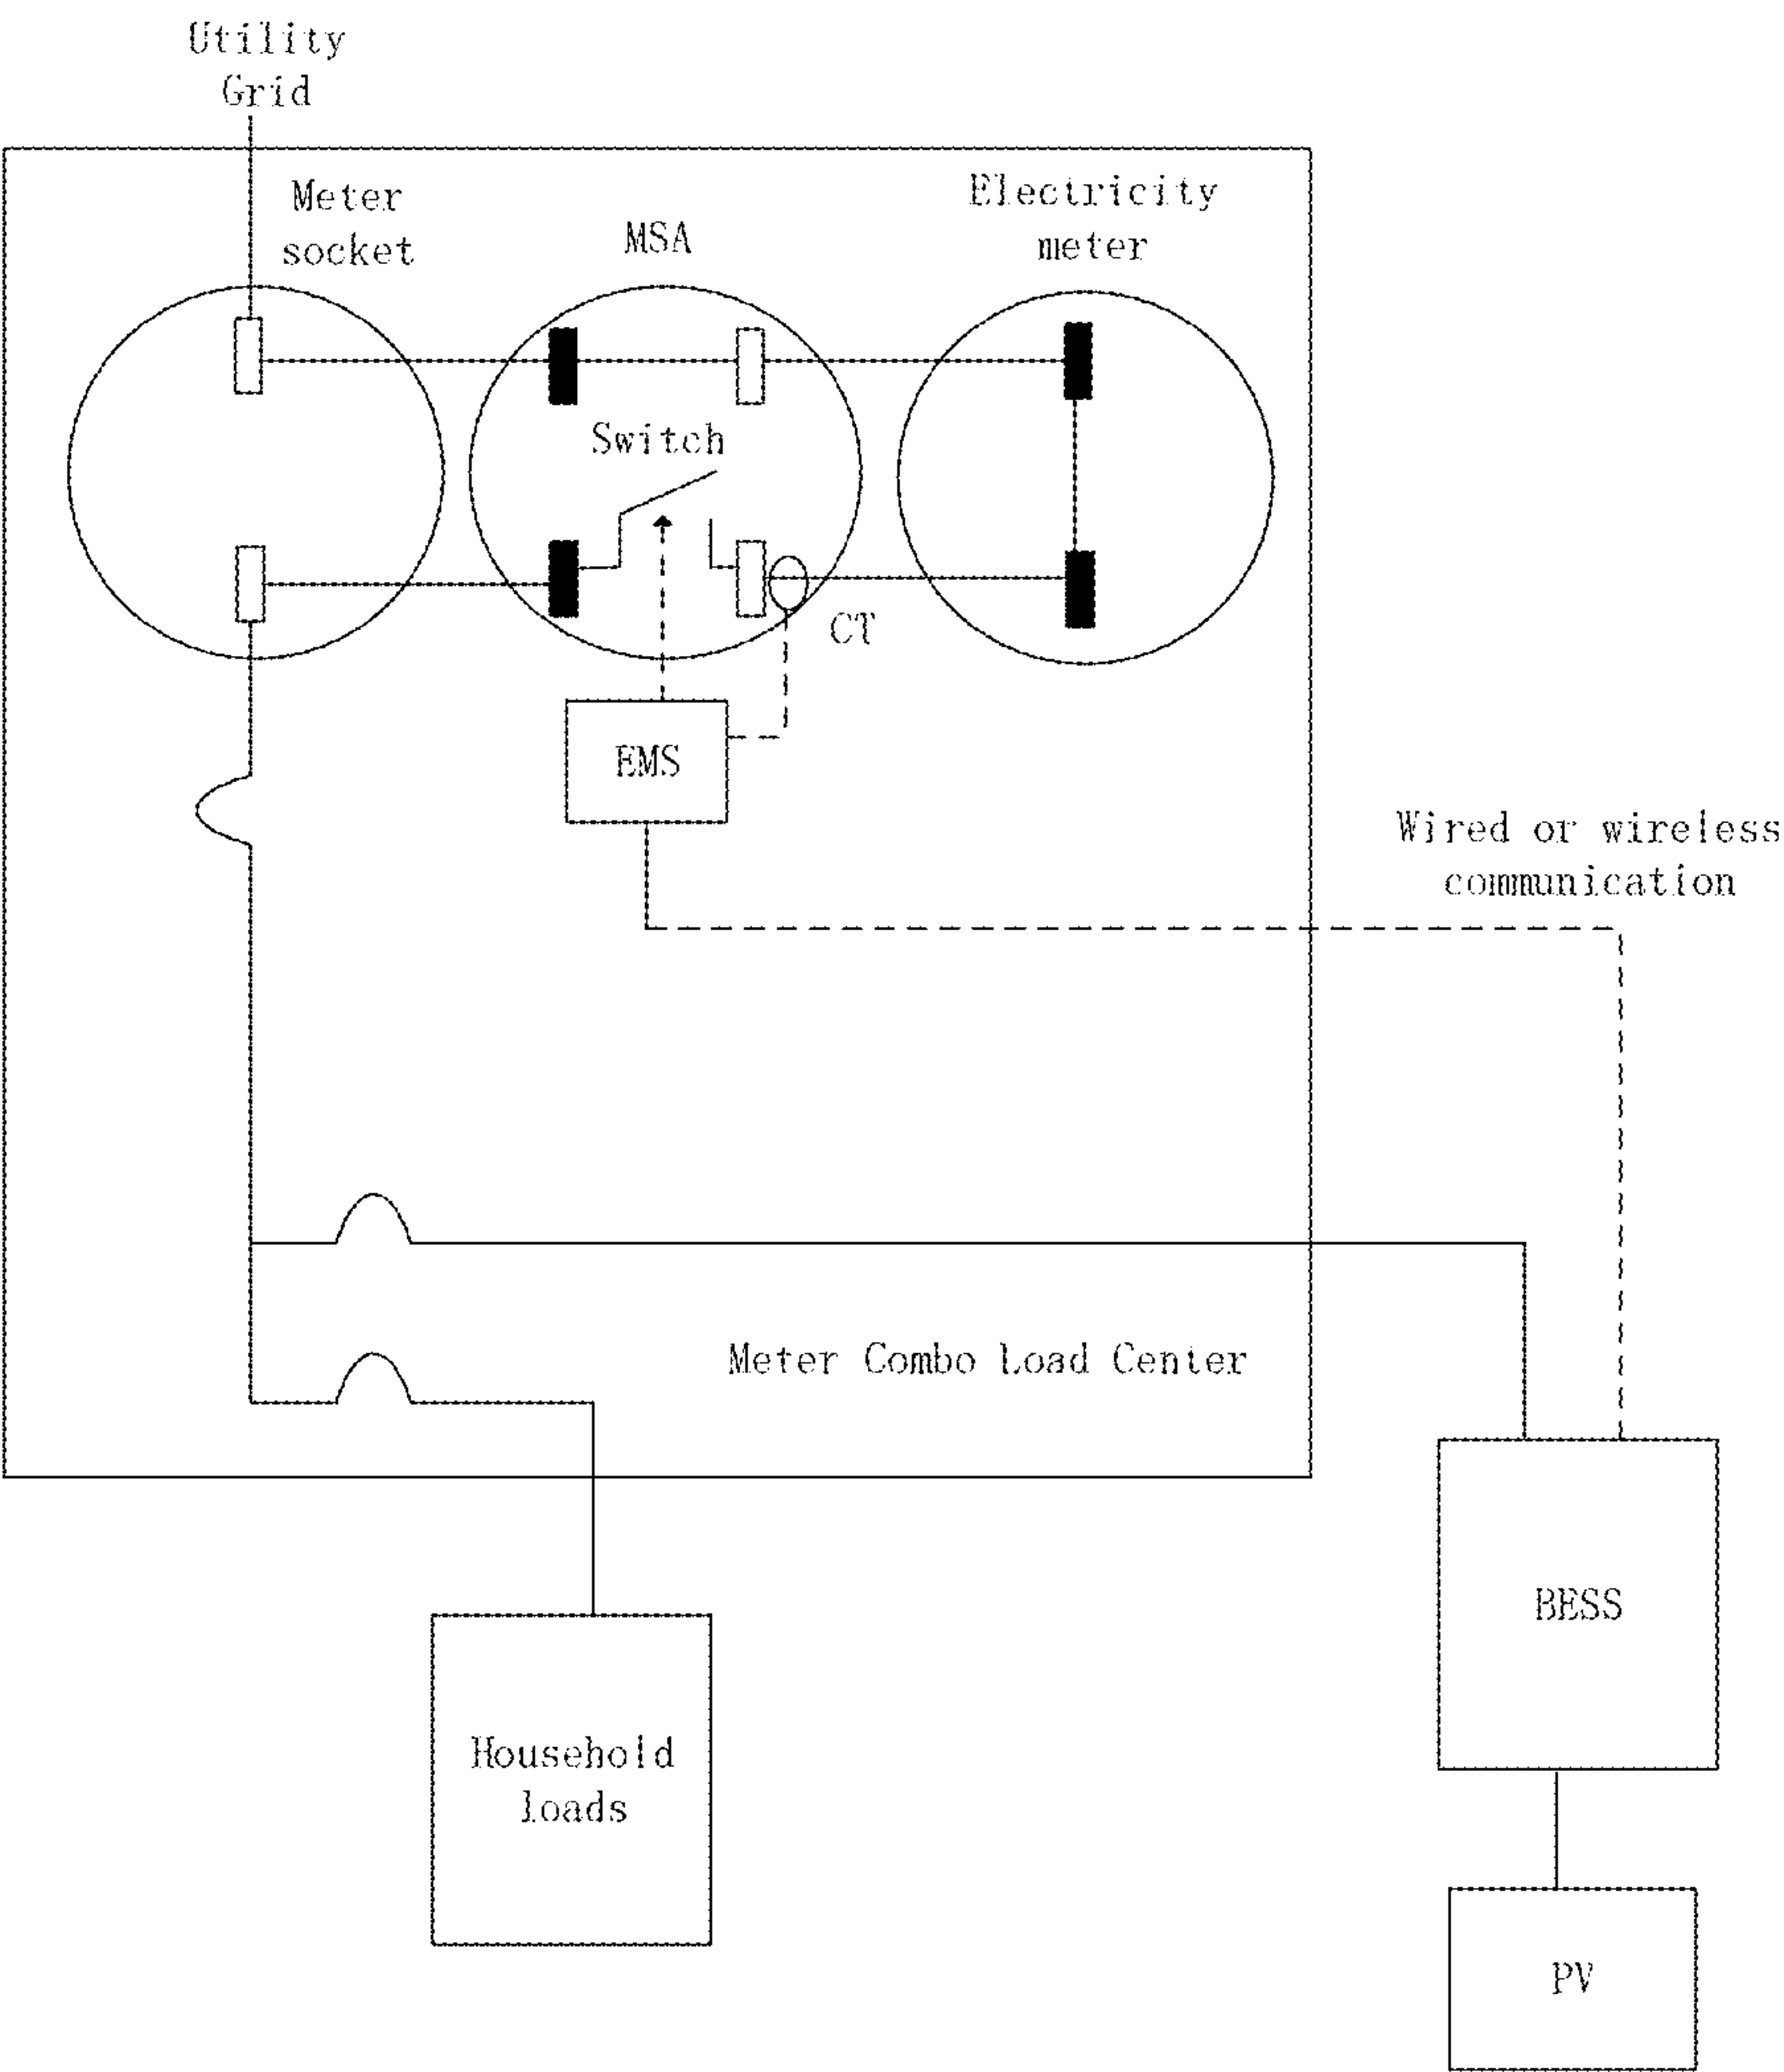 Utility
Grid
Meter
socket
MSA
Electricity
meter
Switch
CT
EMS
Wired or wireless
communication
Meter Combo Load Center
BESS
Household
loads
PV